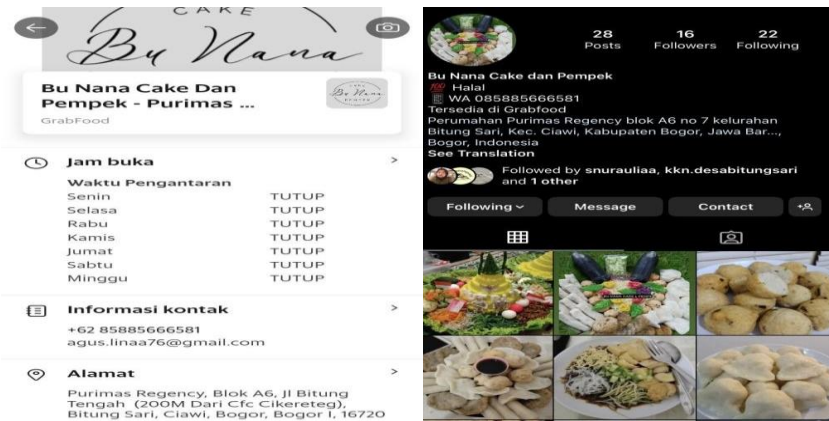 CAKE
Bu Nana
Bu Nana Cake Dan
Pempek - Purimas ...
GrabFood
Bu Nana
Jam buka
Waktu Pengantaran
Senin TUTUP
Selasa TUTUP
Rabu TUTUP
Kamis TUTUP
Jumat TUTUP
Sabtu TUTUP
Minggu TUTUP
Informasi kontak
+62 85885666581
agus.linaa76@gmail.com
Alamat
Purimas Regency, Blok A6, Jl Bitung
Tengah (200M Dari Cfc Cikereteg),
Bitung Sari, Ciawi, Bogor, Bogor I, 16720
28 16 22
Posts Followers Following
Bu Nana Cake dan Pempek
💯 Halal
WA 085885666581
Tersedia di Grabfood
Perumahan Purimas Regency blok A6 no 7 kelurahan
Bitung Sari, Kec. Ciawi, Kabupaten Bogor, Jawa Bar...,
Bogor, Indonesia
See Translation
Followed by snurauliaa, kkn.desabitungsari
and 1 other
Following Message Contact